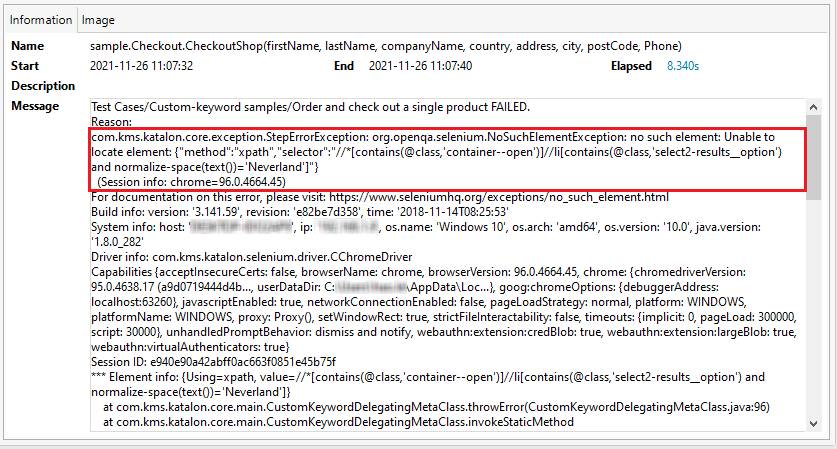 Information Image
Name sample.Checkout.CheckoutShop(firstName, lastName, companyName, country, address, city, postCode, Phone)
Start 2021-11-26 11:07:32 End 2021-11-26 11:07:40 Elapsed 8.340s
Description
Message Test Cases/Custom-keyword samples/Order and check out a single product FAILED.
Reason:
com.kms.katalon.core.exception.StepErrorException: org.openqa.selenium.NoSuchElementException: no such element: Unable to
locate element: {"method":"xpath","selector":"//*[contains(@class,'container--open')]//li[contains(@class,'select2-results__option')
and normalize-space(text())='Neverland']"}
(Session info: chrome=96.0.4664.45)
For documentation on this error, please visit: https://www.seleniumhq.org/exceptions/no_such_element.html
Build info: version: '3.141.59', revision: 'e82be7d358', time: '2018-11-14T08:25:53'
System info: host: ' ', ip: ' ', os.name: 'Windows 10', os.arch: 'amd64', os.version: '10.0', java.version:
'1.8.0_282'
Driver info: com.kms.katalon.selenium.driver.CChromeDriver
Capabilities {acceptInsecureCerts: false, browserName: chrome, browserVersion: 96.0.4664.45, chrome: {chromedriverVersion:
95.0.4638.17 (a9d0719444d4b..., userDataDir: C:\ \AppData\Loc...}, goog:chromeOptions: {debuggerAddress:
localhost:63260}, javascriptEnabled: true, networkConnectionEnabled: false, pageLoadStrategy: normal, platform: WINDOWS,
platformName: WINDOWS, proxy: Proxy(), setWindowRect: true, strictFileInteractability: false, timeouts: {implicit: 0, pageLoad: 300000,
script: 30000}, unhandledPromptBehavior: dismiss and notify, webauthn:extension:credBlob: true, webauthn:extension:largeBlob: true,
webauthn:virtualAuthenticators: true}
Session ID: e940e90a42abff0ac663f0851e45b75f
*** Element info: {Using=xpath, value=//*[contains(@class,'container--open')]//li[contains(@class,'select2-results__option') and
normalize-space(text())='Neverland']}
at com.kms.katalon.core.main.CustomKeywordDelegatingMetaClass.throwError(CustomKeywordDelegatingMetaClass.java:96)
at com.kms.katalon.core.main.CustomKeywordDelegatingMetaClass.invokeStaticMethod